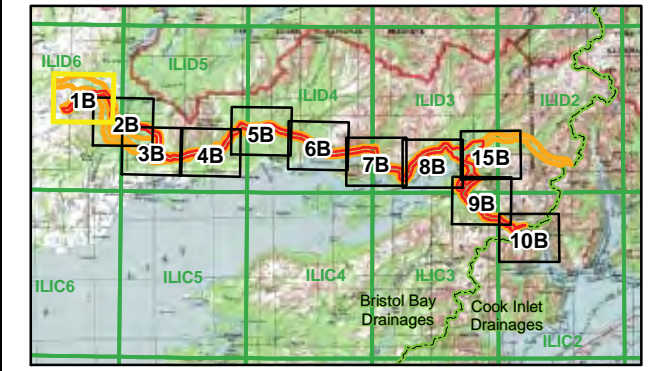 ILID6
ILID5
ILID4
ILID3
ILID2
1B
2B
3B
4B
5B
6B
7B
8B
15B
9B
10B
ILIC6
ILIC5
ILIC4
ILIC3
Bristol Bay
Drainages
Cook Inlet
Drainages
ILIC2